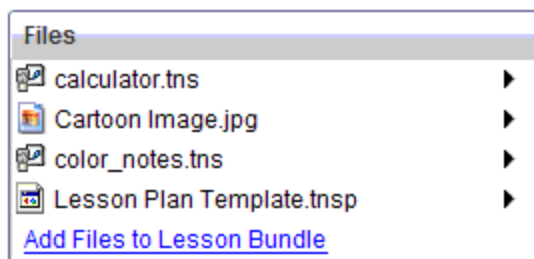 Files
calculator.tns
Cartoon Image.jpg
color_notes.tns
Lesson Plan Template.tnsp
Add Files to Lesson Bundle